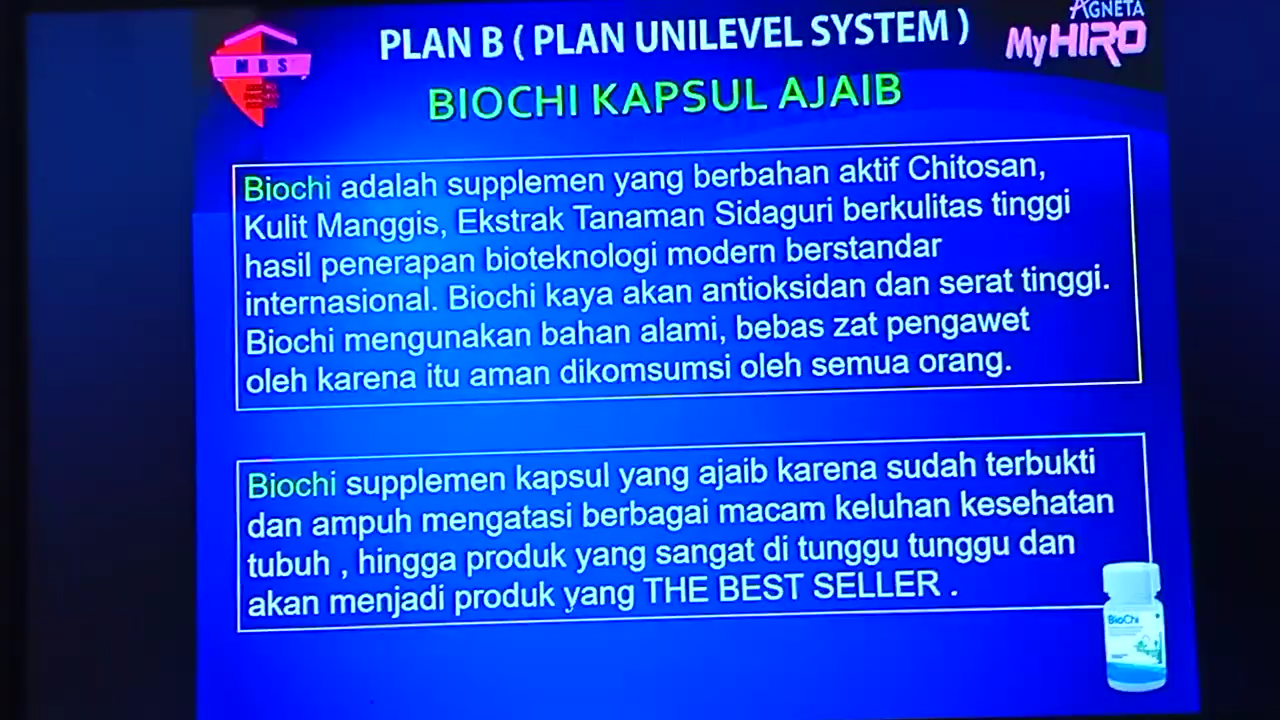 PLAN B ( PLAN UNILEVEL SYSTEM )
AGNETA
MyHIRO
MBS
BIOCHI KAPSUL AJAIB
Biochi adalah supplemen yang berbahan aktif Chitosan,
Kulit Manggis, Ekstrak Tanaman Sidaguri berkulitas tinggi
hasil penerapan bioteknologi modern berstandar
internasional. Biochi kaya akan antioksidan dan serat tinggi.
Biochi mengunakan bahan alami, bebas zat pengawet
oleh karena itu aman dikomsumsi oleh semua orang.
Biochi supplemen kapsul yang ajaib karena sudah terbukti
dan ampuh mengatasi berbagai macam keluhan kesehatan
tubuh , hingga produk yang sangat di tunggu tunggu dan
akan menjadi produk yang THE BEST SELLER .
BioChi